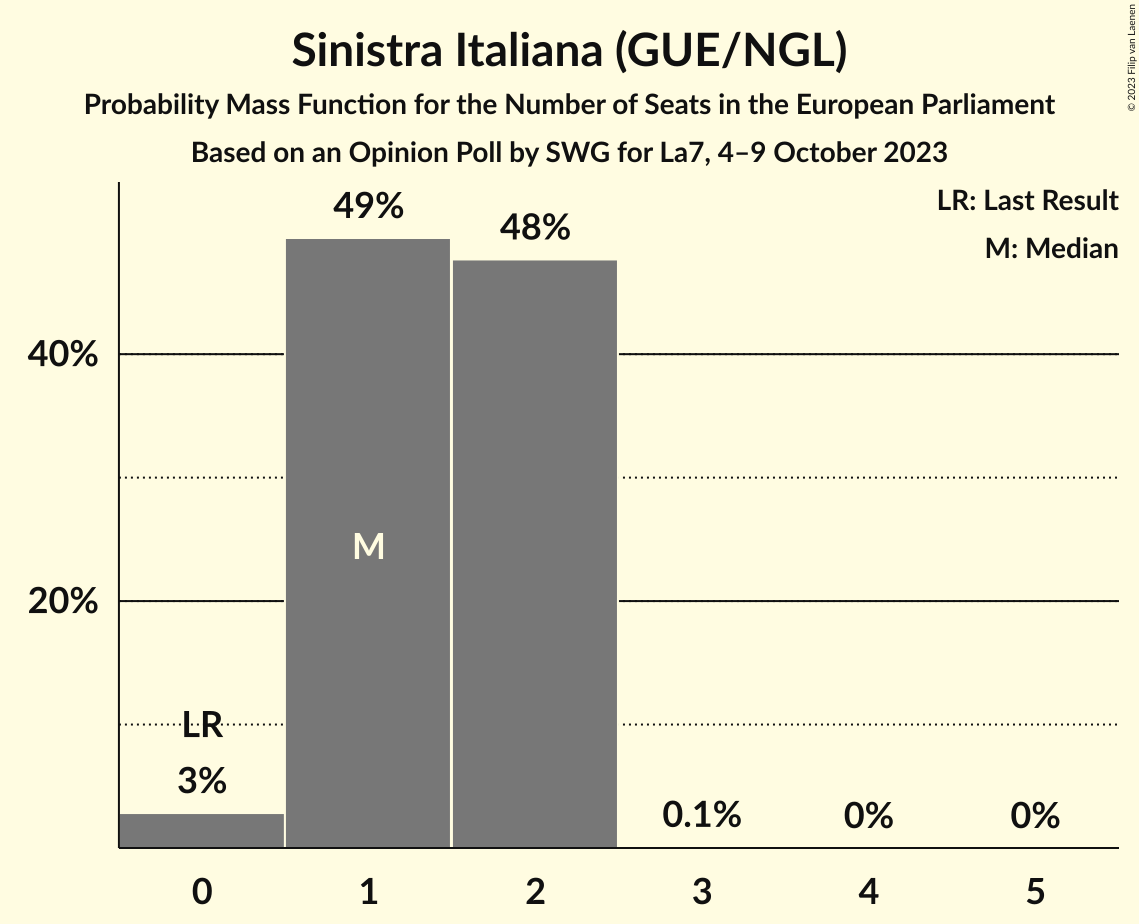 Sinistra Italiana (GUE/NGL)
Probability Mass Function for the Number of Seats in the European Parliament
Based on an Opinion Poll by SWG for La7, 4–9 October 2023
© 2023 Filip van Laenen
LR: Last Result
M: Median
49%
48%
40%
M
20%
LR
3%
0.1%
0%
0%
0 1 2 3 4 5